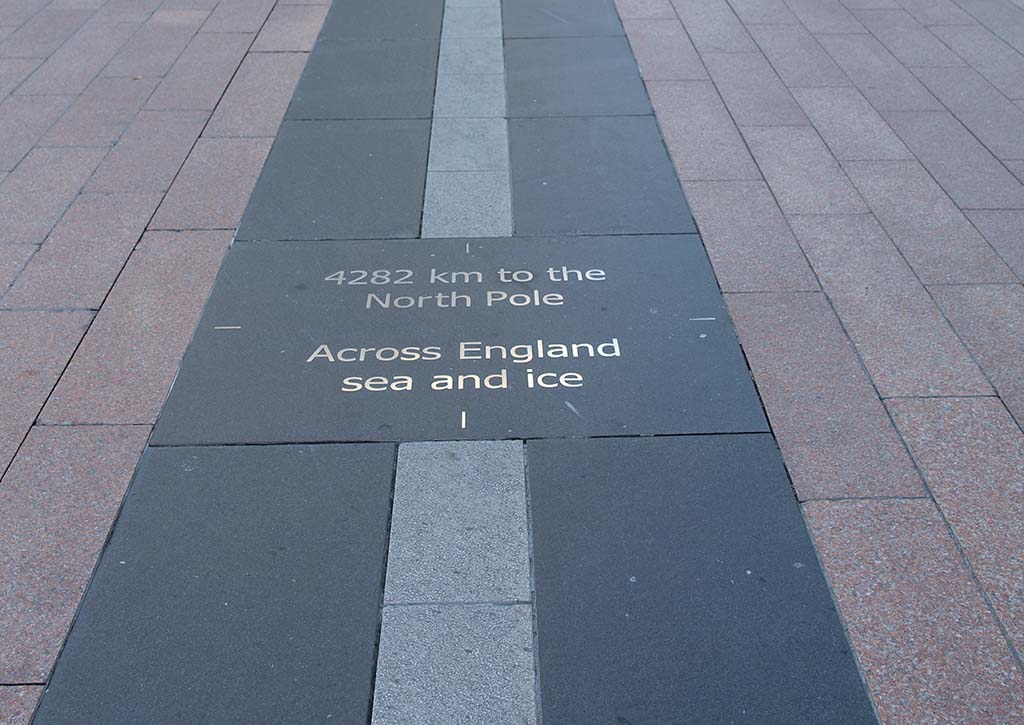 4282 km to the
North Pole
Across England
sea and ice